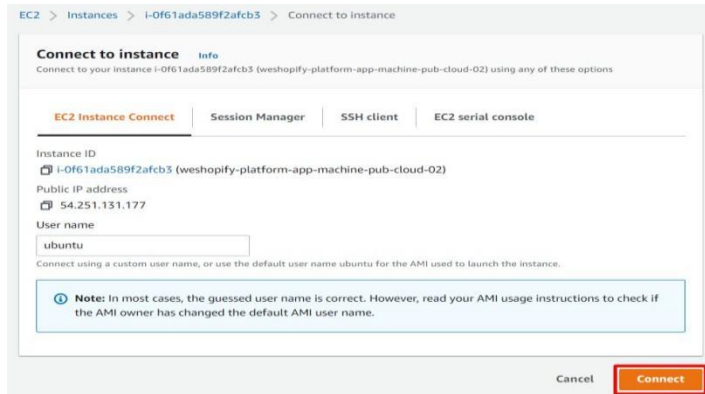 EC2 > Instances > i-0f61ada589f2afcb3 > Connect to instance
Connect to instance Info
Connect to your instance i-0f61ada589f2afcb3 (weshopify-platform-app-machine-pub-cloud-02) using any of these options
EC2 Instance Connect Session Manager SSH client EC2 serial console
Instance ID
i-0f61ada589f2afcb3 (weshopify-platform-app-machine-pub-cloud-02)
Public IP address
54.251.131.177
User name
ubuntu
Connect using a custom user name, or use the default user name ubuntu for the AMI used to launch the instance.
Note: In most cases, the guessed user name is correct. However, read your AMI usage instructions to check if
the AMI owner has changed the default AMI user name.
Cancel Connect